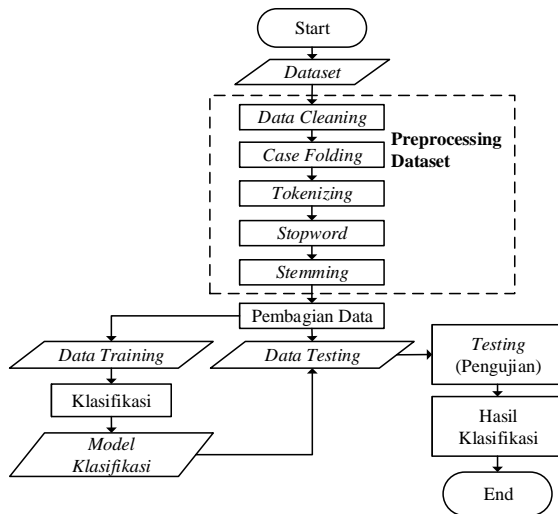 Start
Dataset
Data Cleaning
Preprocessing
Dataset
Case Folding
Tokenizing
Stopword
Stemming
Pembagian Data
Data Training
Data Testing
Testing
(Pengujian)
Klasifikasi
Model
Klasifikasi
Hasil
Klasifikasi
End